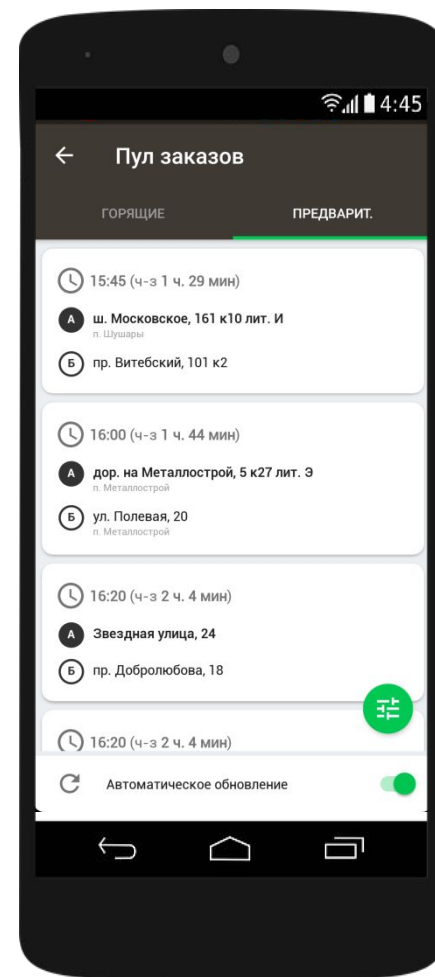 4:45
Пул заказов
ГОРЯЩИЕ ПРЕДВАРИТ.
15:45 (ч-з 1 ч. 29 мин)
А ш. Московское, 161 к10 лит. И
п. Шушары
Б пр. Витебский, 101 к2
16:00 (ч-з 1 ч. 44 мин)
А дор. на Металлострой, 5 к27 лит. Э
п. Металлострой
Б ул. Полевая, 20
п. Металлострой
16:20 (ч-з 2 ч. 4 мин)
А Звездная улица, 24
Б пр. Добролюбова, 18
16:20 (ч-з 2 ч. 4 мин)
Автоматическое обновление